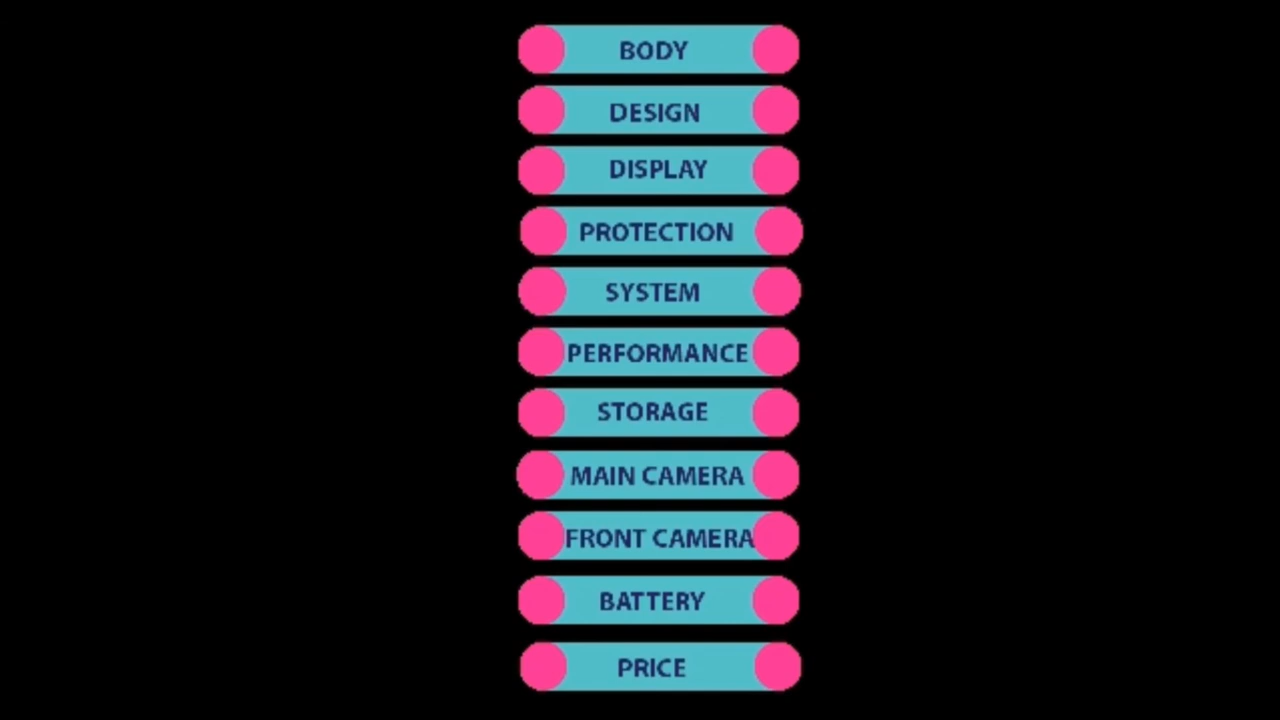 BODY
DESIGN
DISPLAY
PROTECTION
SYSTEM
PERFORMANCE
STORAGE
MAIN CAMERA
FRONT CAMERA
BATTERY
PRICE